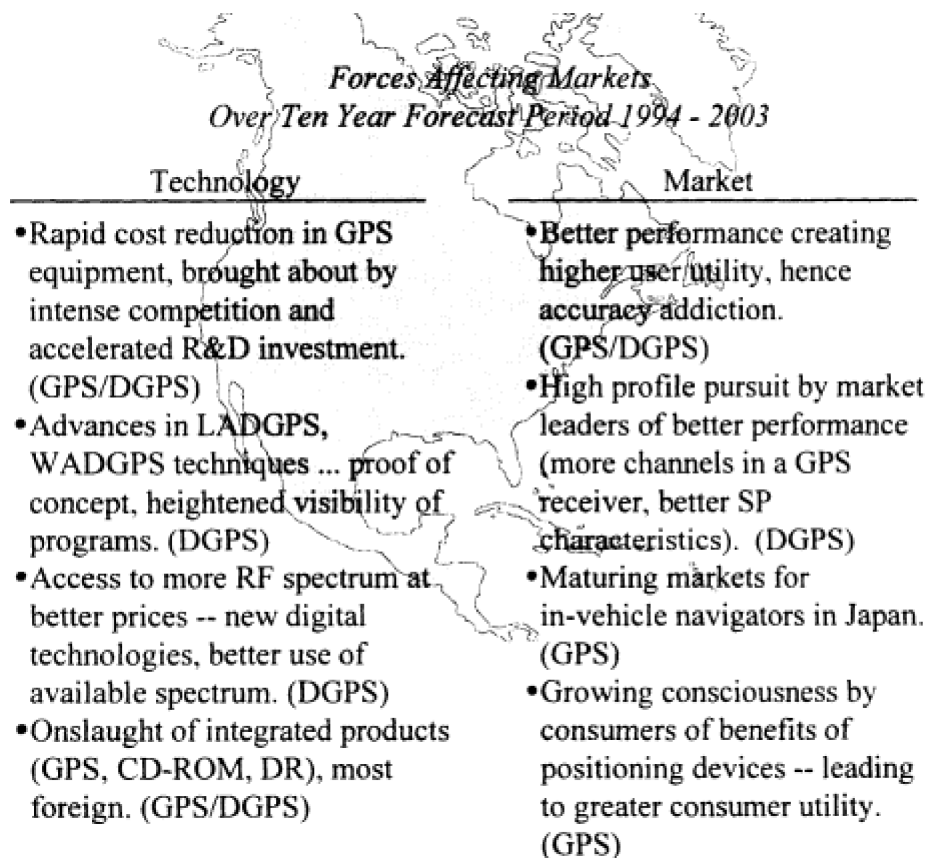 Forces Affecting Markets
Over Ten Year Forecast Period 1994 - 2003
Technology
•Rapid cost reduction in GPS
equipment, brought about by
intense competition and
accelerated R&D investment.
(GPS/DGPS)
•Advances in LADGPS,
WADGPS techniques ... proof of
concept, heightened visibility of
programs. (DGPS)
•Access to more RF spectrum at
better prices -- new digital
technologies, better use of
available spectrum. (DGPS)
•Onslaught of integrated products
(GPS, CD-ROM, DR), most
foreign. (GPS/DGPS)
Market
•Better performance creating
higher user utility, hence
accuracy addiction.
(GPS/DGPS)
•High profile pursuit by market
leaders of better performance
(more channels in a GPS
receiver, better SP
characteristics). (DGPS)
•Maturing markets for
in-vehicle navigators in Japan.
(GPS)
•Growing consciousness by
consumers of benefits of
positioning devices -- leading
to greater consumer utility.
(GPS)